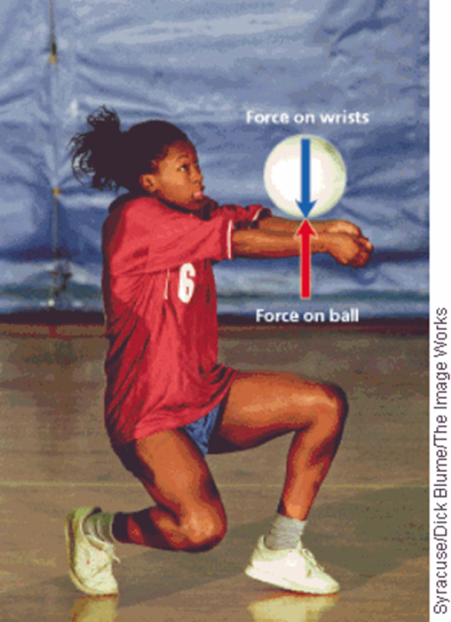 Force on wrists
6
Force on ball
Syracuse/Dick Blume/The Image Works